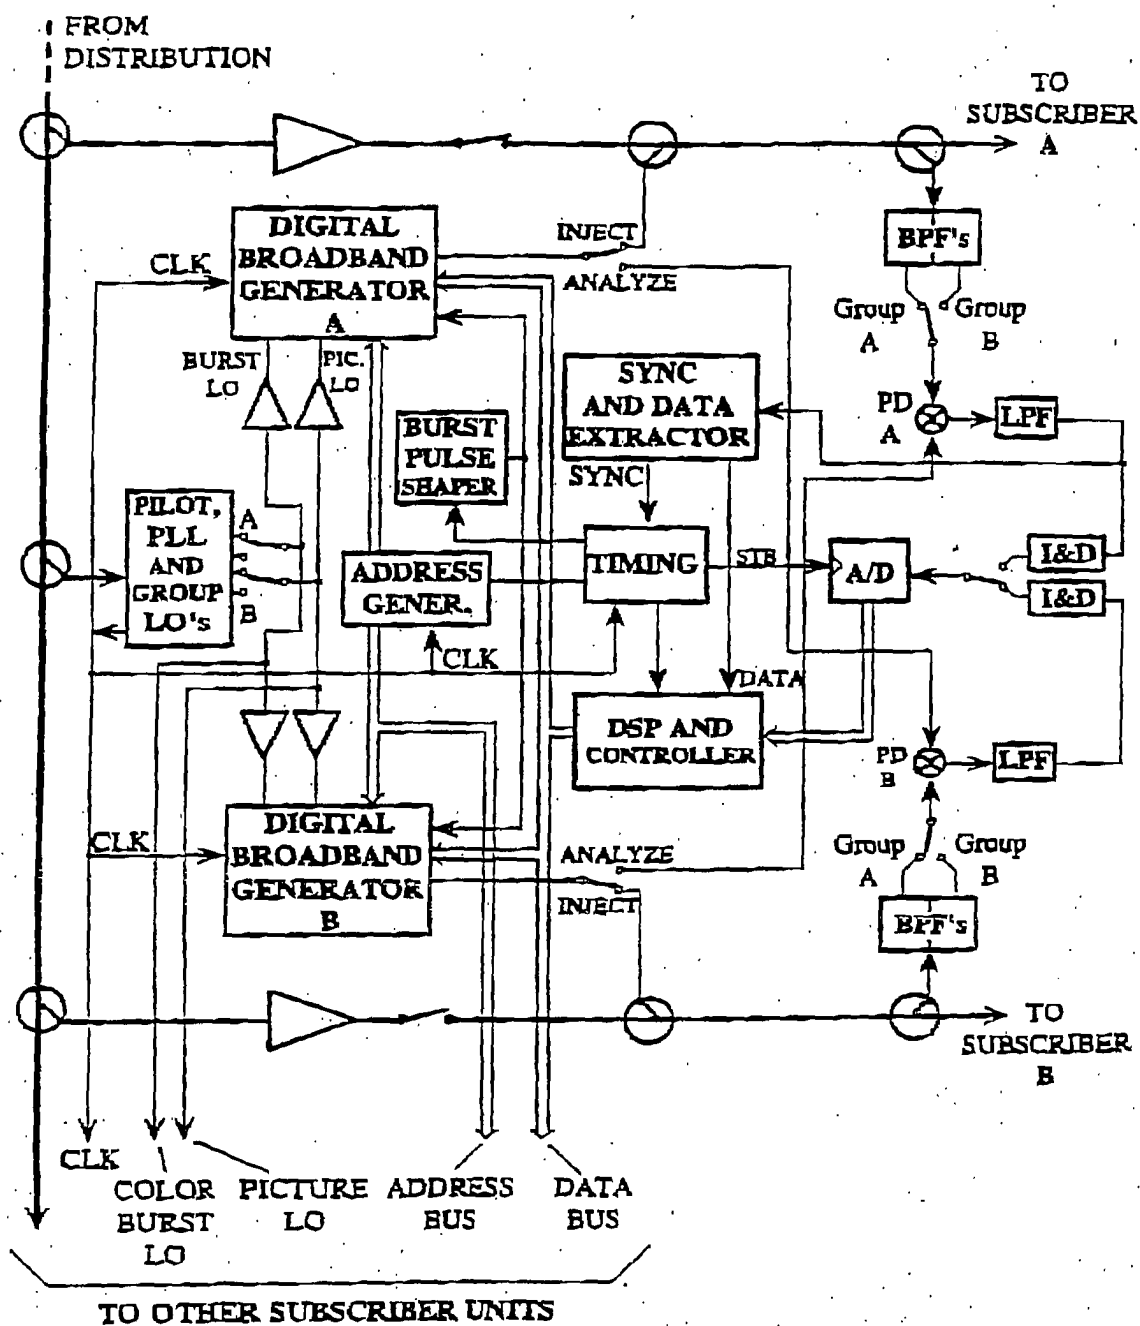 FROM
DISTRIBUTION
TO
SUBSCRIBER
A
DIGITAL
BROADBAND
GENERATOR
A
CLK
INJECT
ANALYZE
BPF's
Group
A
Group
B
BURST
LO
PIC.
LO
SYNC
AND DATA
EXTRACTOR
BURST
PULSE
SHAPER
PD
A
LPF
SYNC
PILOT,
PLL
AND
GROUP
LO's
A
B
ADDRESS
GENER.
TIMING
STB
A/D
I&D
I&D
CLK
DATA
DSP AND
CONTROLLER
PD
B
LPF
DIGITAL
BROADBAND
GENERATOR
B
CLK
ANALYZE
INJECT
Group
A
Group
B
BPF's
TO
SUBSCRIBER
B
CLK
COLOR
BURST
LO
PICTURE
LO
ADDRESS
BUS
DATA
BUS
TO OTHER SUBSCRIBER UNITS